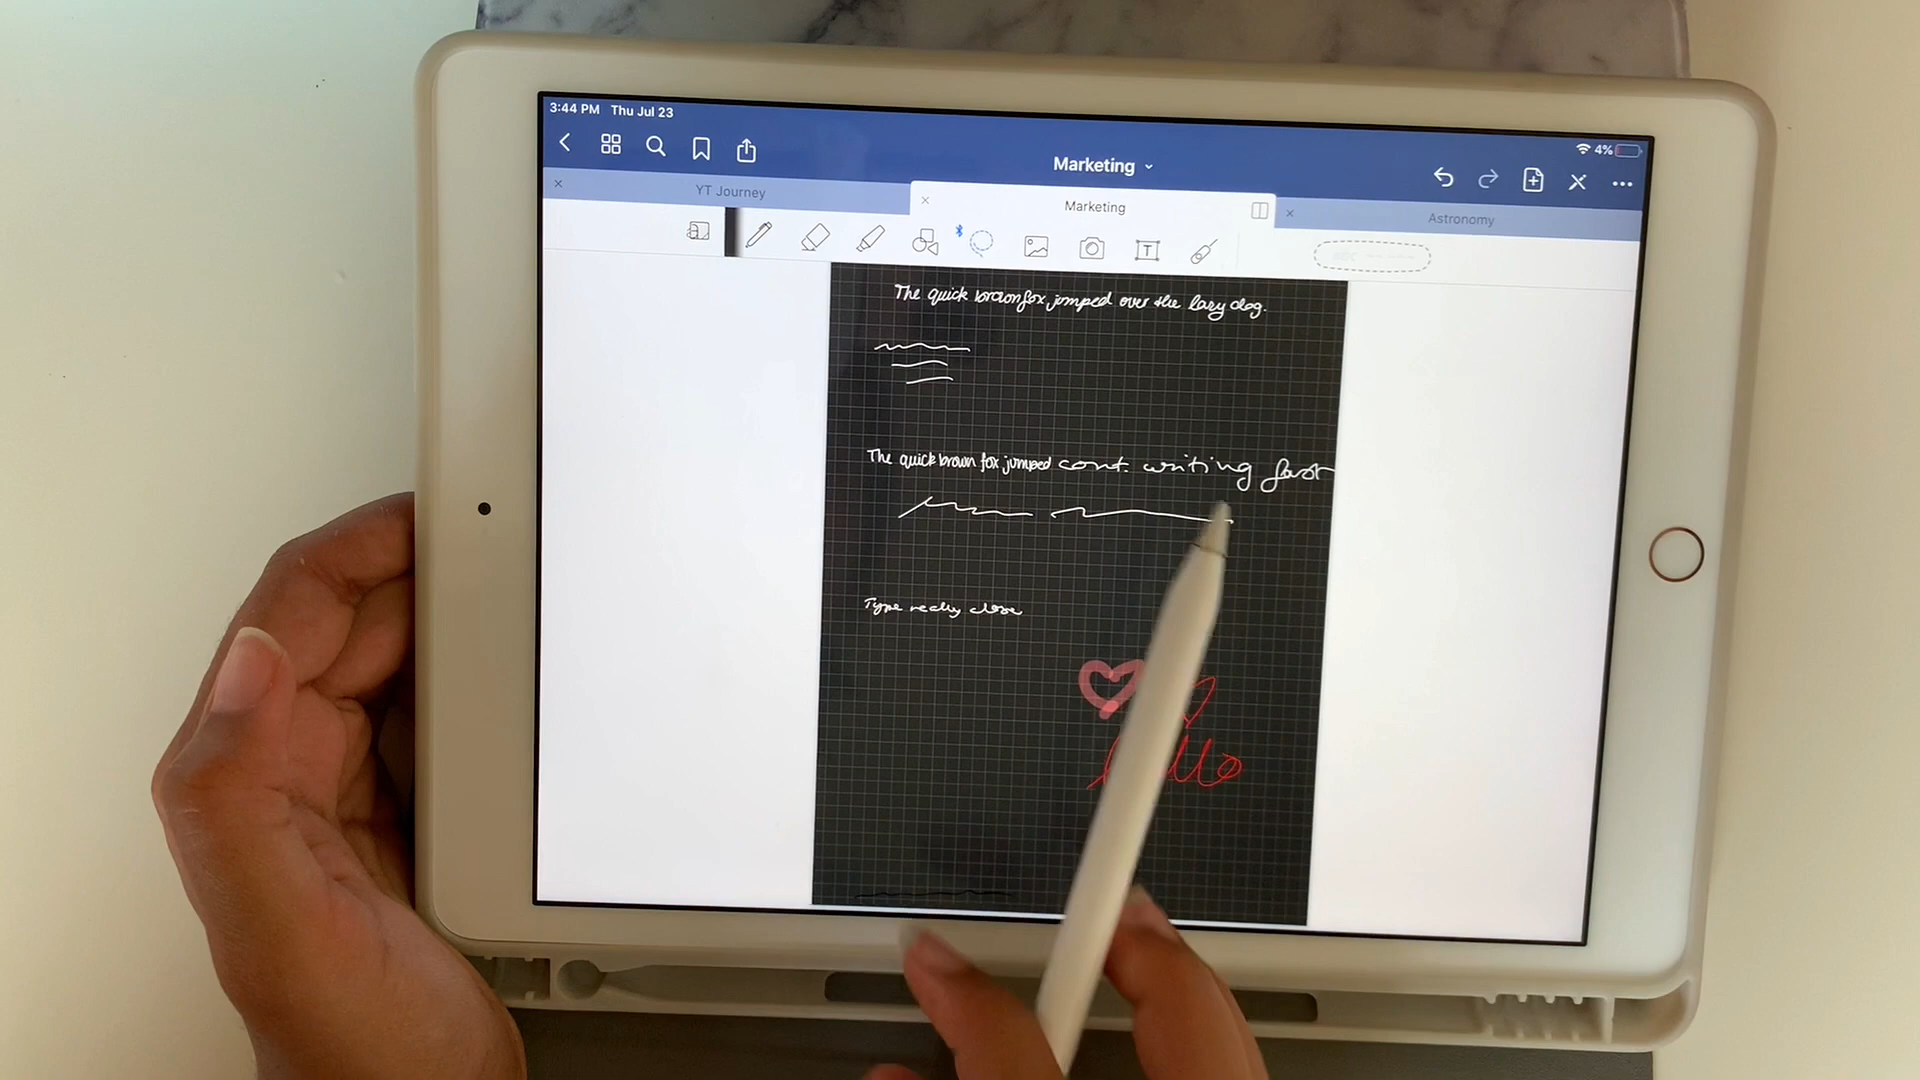 3:44 PM Thu Jul 23
4%
Marketing
YT Journey
Marketing
Astronomy
T
The quick brown fox jumped over the lazy dog.
The quick brown fox jumped cont. writing fast
Type really close